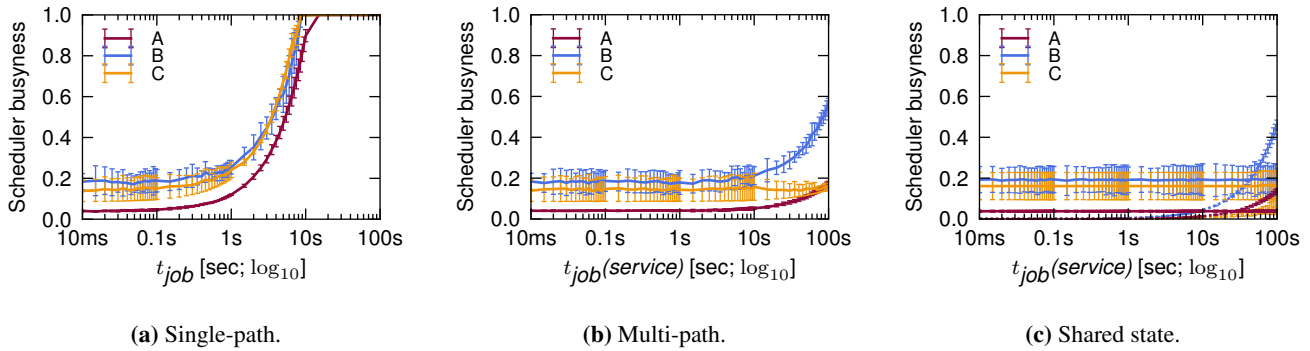 Scheduler busyness
1.0
0.8
0.6
0.4
0.2
0.0
A
B
C
10ms 0.1s 1s 10s 100s
t_job [sec; log₁₀]
(a) Single-path.
Scheduler busyness
1.0
0.8
0.6
0.4
0.2
0.0
A
B
C
10ms 0.1s 1s 10s 100s
t_job(service) [sec; log₁₀]
(b) Multi-path.
Scheduler busyness
1.0
0.8
0.6
0.4
0.2
0.0
A
B
C
10ms 0.1s 1s 10s 100s
t_job(service) [sec; log₁₀]
(c) Shared state.